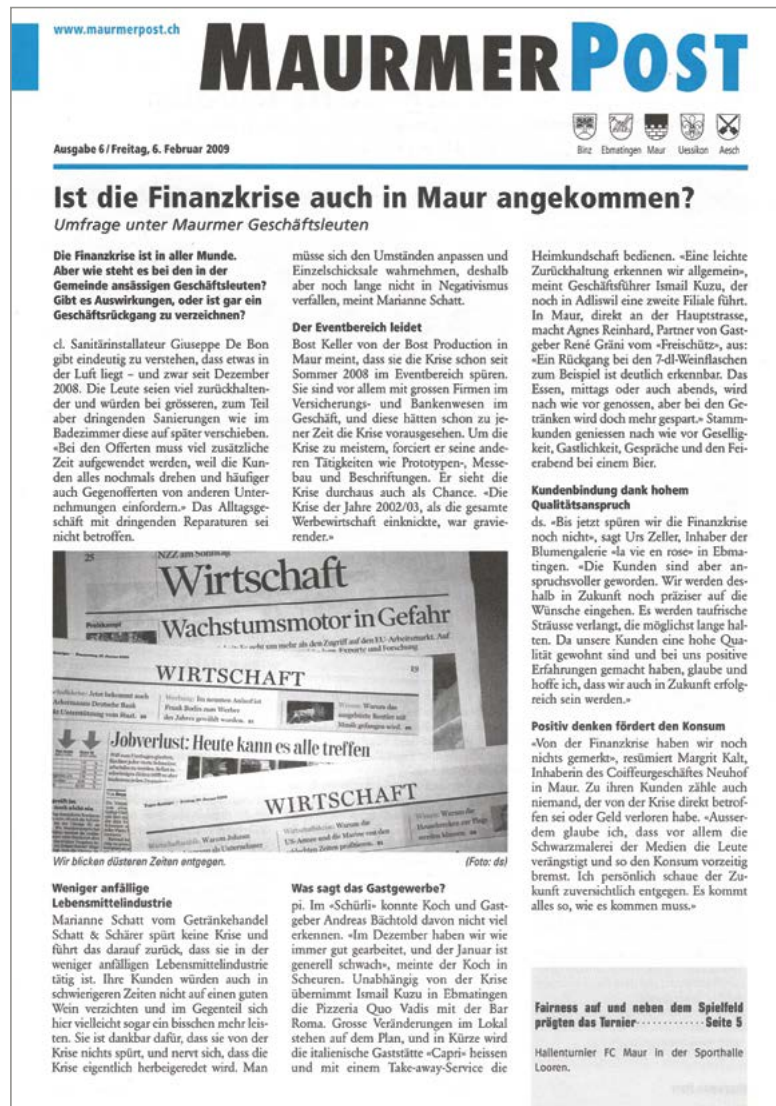 www.maurmerpost.ch
MAURMERPOST
Binz Ebmatingen Maur Uessikon Aesch
Ausgabe 6/Freitag, 6. Februar 2009
Ist die Finanzkrise auch in Maur angekommen?
Umfrage unter Maurmer Geschäftsleuten
Die Finanzkrise ist in aller Munde.
Aber wie steht es bei den in der
Gemeinde ansässigen Geschäftsleuten?
Gibt es Auswirkungen, oder ist gar ein
Geschäftsrückgang zu verzeichnen?
cl. Sanitärinstallateur Giuseppe De Bon
gibt eindeutig zu verstehen, dass etwas in
der Luft liegt – und zwar seit Dezember
2008. Die Leute seien viel zurückhalten-
der und würden bei grösseren, zum Teil
aber dringenden Sanierungen wie im
Badezimmer diese auf später verschieben.
«Bei den Offerten muss viel zusätzliche
Zeit aufgewendet werden, weil die Kun-
den alles nochmals drehen und häufiger
auch Gegenofferten von anderen Unter-
nehmungen einfordern.» Das Alltagsge-
schäft mit dringenden Reparaturen sei
nicht betroffen.
müsse sich den Umständen anpassen und
Einzelschicksale wahrnehmen, deshalb
aber noch lange nicht in Negativismus
verfallen, meint Marianne Schatt.
Der Eventbereich leidet
Bost Keller von der Bost Production in
Maur meint, dass sie die Krise schon seit
Sommer 2008 im Eventbereich spüren.
Sie sind vor allem mit grossen Firmen im
Versicherungs- und Bankenwesen im
Geschäft, und diese hätten schon zu je-
ner Zeit die Krise vorausgesehen. Um die
Krise zu meistern, forciert er seine ande-
ren Tätigkeiten wie Prototypen-, Messe-
bau und Beschriftungen. Er sieht die
Krise durchaus auch als Chance. «Die
Krise der Jahre 2002/03, als die gesamte
Werbewirtschaft einknickte, war gravie-
render.»
25
NZZ am Sonntag
Wirtschaft
Wachstumsmotor in Gefahr
WIRTSCHAFT
Jobverlust: Heute kann es alle treffen
WIRTSCHAFT
Wir blicken düsteren Zeiten entgegen.
(Foto: ds)
Weniger anfällige
Lebensmittelindustrie
Marianne Schatt vom Getränkehandel
Schatt & Schärer spürt keine Krise und
führt das darauf zurück, dass sie in der
weniger anfälligen Lebensmittelindustrie
tätig ist. Ihre Kunden würden auch in
schwierigeren Zeiten nicht auf einen guten
Wein verzichten und im Gegenteil sich
hier vielleicht sogar ein bisschen mehr leis-
ten. Sie ist dankbar dafür, dass sie von der
Krise nichts spürt, und nervt sich, dass die
Krise eigentlich herbeigeredet wird. Man
Was sagt das Gastgewerbe?
pi. Im «Schürli» konnte Koch und Gast-
geber Andreas Bächtold davon nicht viel
erkennen. «Im Dezember haben wir wie
immer gut gearbeitet, und der Januar ist
generell schwach», meinte der Koch in
Scheuren. Unabhängig von der Krise
übernimmt Ismail Kuzu in Ebmatingen
die Pizzeria Quo Vadis mit der Bar
Roma. Grosse Veränderungen im Lokal
stehen auf dem Plan, und in Kürze wird
die italienische Gaststätte «Capri» heissen
und mit einem Take-away-Service die
Heimkundschaft bedienen. «Eine leichte
Zurückhaltung erkennen wir allgemein»,
meint Geschäftsführer Ismail Kuzu, der
noch in Adliswil eine zweite Filiale führt.
In Maur, direkt an der Hauptstrasse,
macht Agnes Reinhard, Partner von Gast-
geber René Gräni vom «Freischütz», aus:
«Ein Rückgang bei den 7-dl-Weinflaschen
zum Beispiel ist deutlich erkennbar. Das
Essen, mittags oder auch abends, wird
nach wie vor genossen, aber bei den Ge-
tränken wird doch mehr gespart.» Stamm-
kunden geniessen nach wie vor Gesellig-
keit, Gastlichkeit, Gespräche und den Fei-
erabend bei einem Bier.
Kundenbindung dank hohem
Qualitätsanspruch
ds. «Bis jetzt spüren wir die Finanzkrise
noch nicht», sagt Urs Zeller, Inhaber der
Blumengalerie «la vie en rose» in Ebma-
tingen. «Die Kunden sind aber an-
spruchsvoller geworden. Wir werden des-
halb in Zukunft noch präziser auf die
Wünsche eingehen. Es werden taufrische
Sträusse verlangt, die möglichst lange hal-
ten. Da unsere Kunden eine hohe Qua-
lität gewohnt sind und bei uns positive
Erfahrungen gemacht haben, glaube und
hoffe ich, dass wir auch in Zukunft erfolg-
reich sein werden.»
Positiv denken fördert den Konsum
«Von der Finanzkrise haben wir noch
nichts gemerkt», resümiert Margrit Kalt,
Inhaberin des Coiffeurgeschäftes Neuhof
in Maur. Zu ihren Kunden zähle auch
niemand, der von der Krise direkt betrof-
fen sei oder Geld verloren habe. «Ausser-
dem glaube ich, dass vor allem die
Schwarzmalerei der Medien die Leute
verängstigt und so den Konsum vorzeitig
bremst. Ich persönlich schaue der Zu-
kunft zuversichtlich entgegen. Es kommt
alles so, wie es kommen muss.»
Fairness auf und neben dem Spielfeld
prägten das Turnier············Seite 5
Hallenturnier FC Maur in der Sporthalle
Looren.